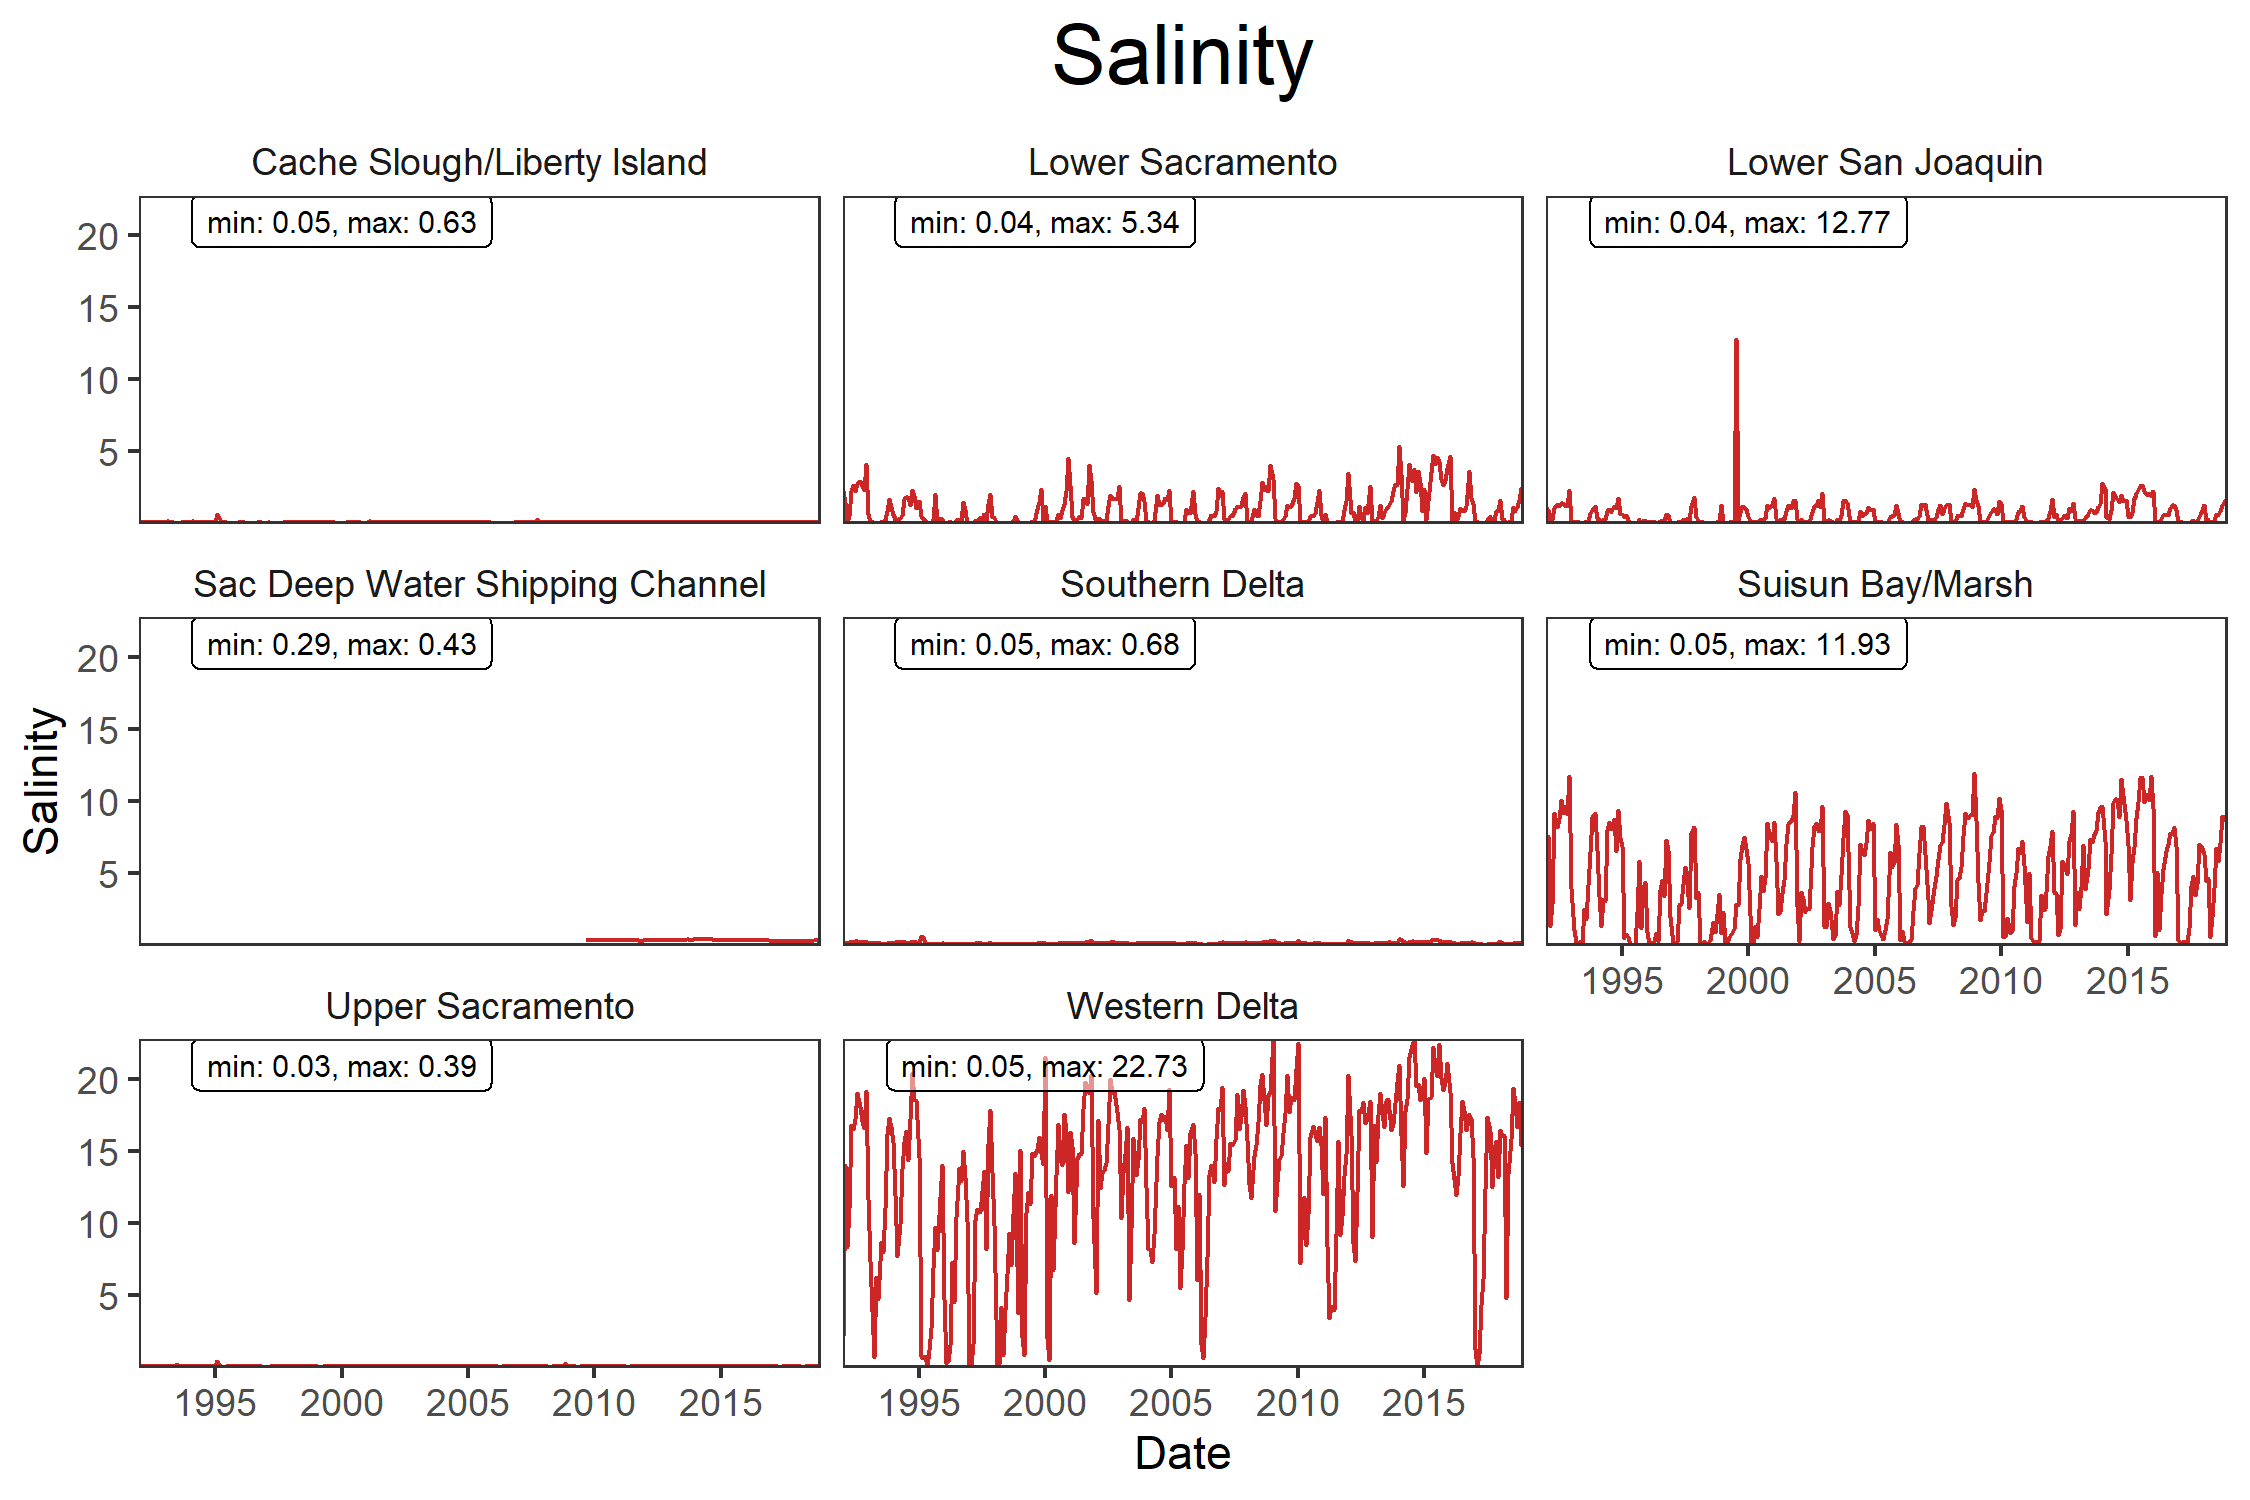 Salinity
Cache Slough/Liberty Island
Lower Sacramento
Lower San Joaquin
min: 0.05, max: 0.63
min: 0.04, max: 5.34
min: 0.04, max: 12.77
20
15
10
5
Sac Deep Water Shipping Channel
Southern Delta
Suisun Bay/Marsh
min: 0.29, max: 0.43
min: 0.05, max: 0.68
min: 0.05, max: 11.93
20
15
10
5
Salinity
1995 2000 2005 2010 2015
Upper Sacramento
Western Delta
min: 0.03, max: 0.39
min: 0.05, max: 22.73
20
15
10
5
1995 2000 2005 2010 2015
1995 2000 2005 2010 2015
Date